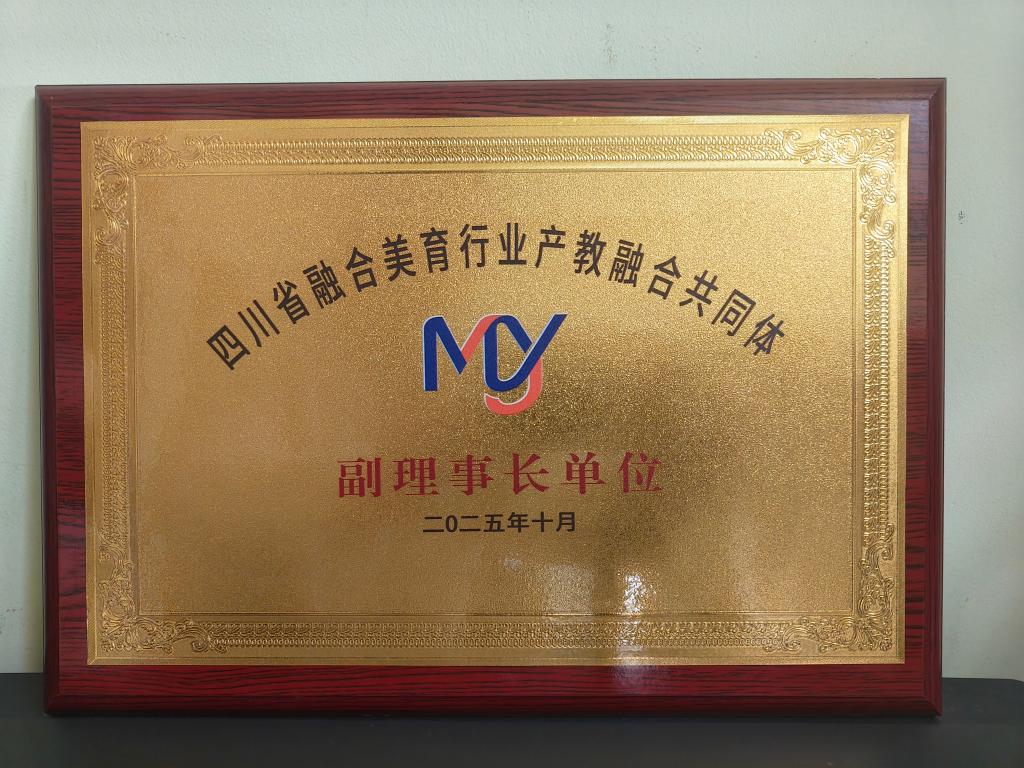 四川省融合美育行业产教融合共同体
MY
副理事长单位
二0二五年十月